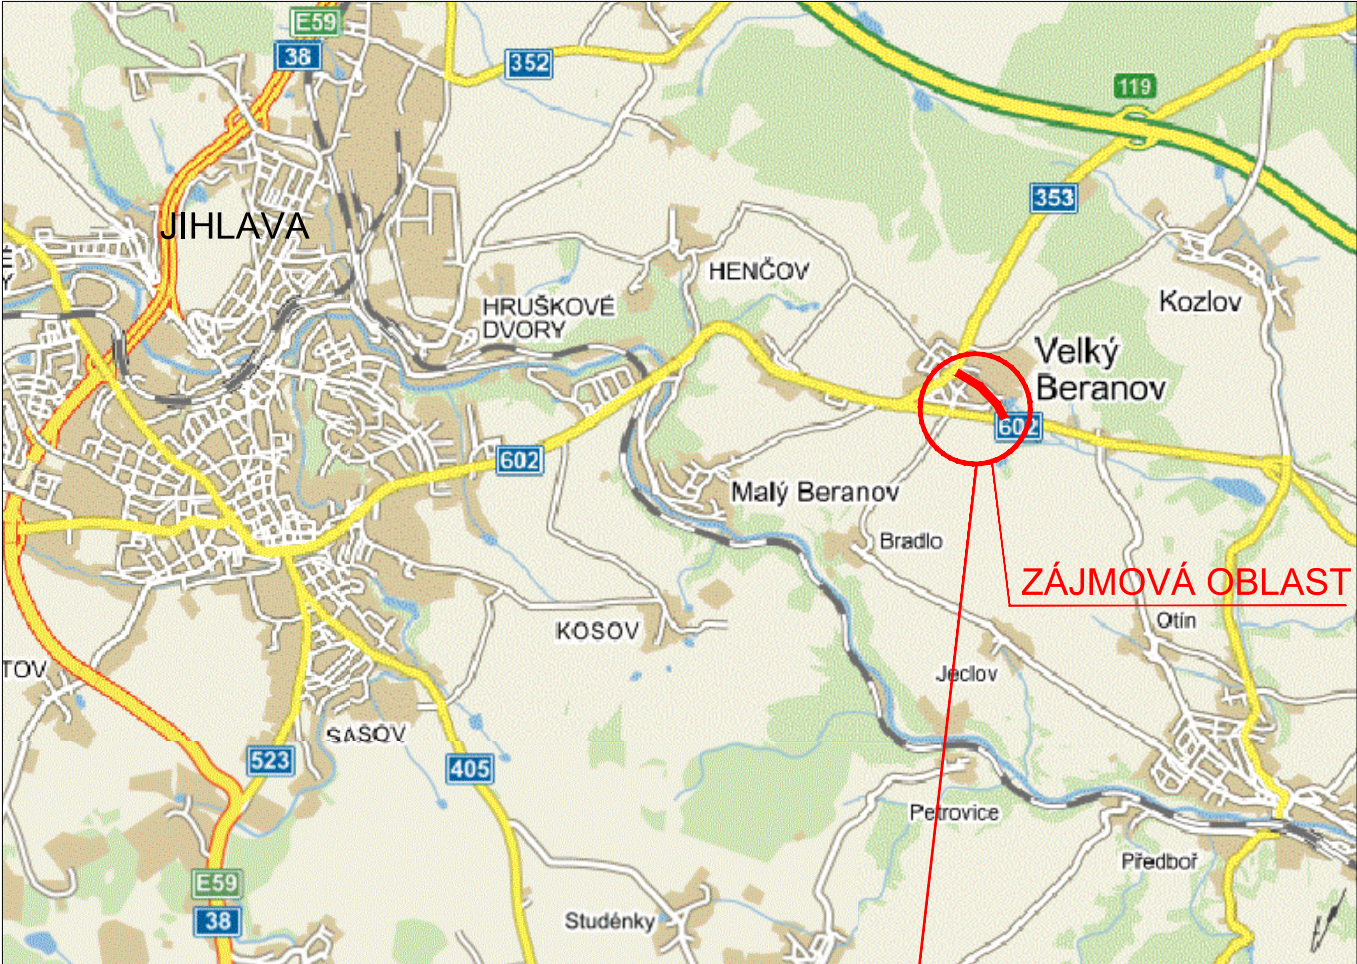 E59
38
352
119
353
JIHLAVA
HENČOV
Kozlov
HRUŠKOVÉ
DVORY
Velký
Beranov
602
602
Malý Beranov
Bradlo
ZÁJMOVÁ OBLAST
Otín
KOSOV
TOV
Jeclov
SAŠOV
523
405
Petrovice
Předboř
E59
38
Studénky